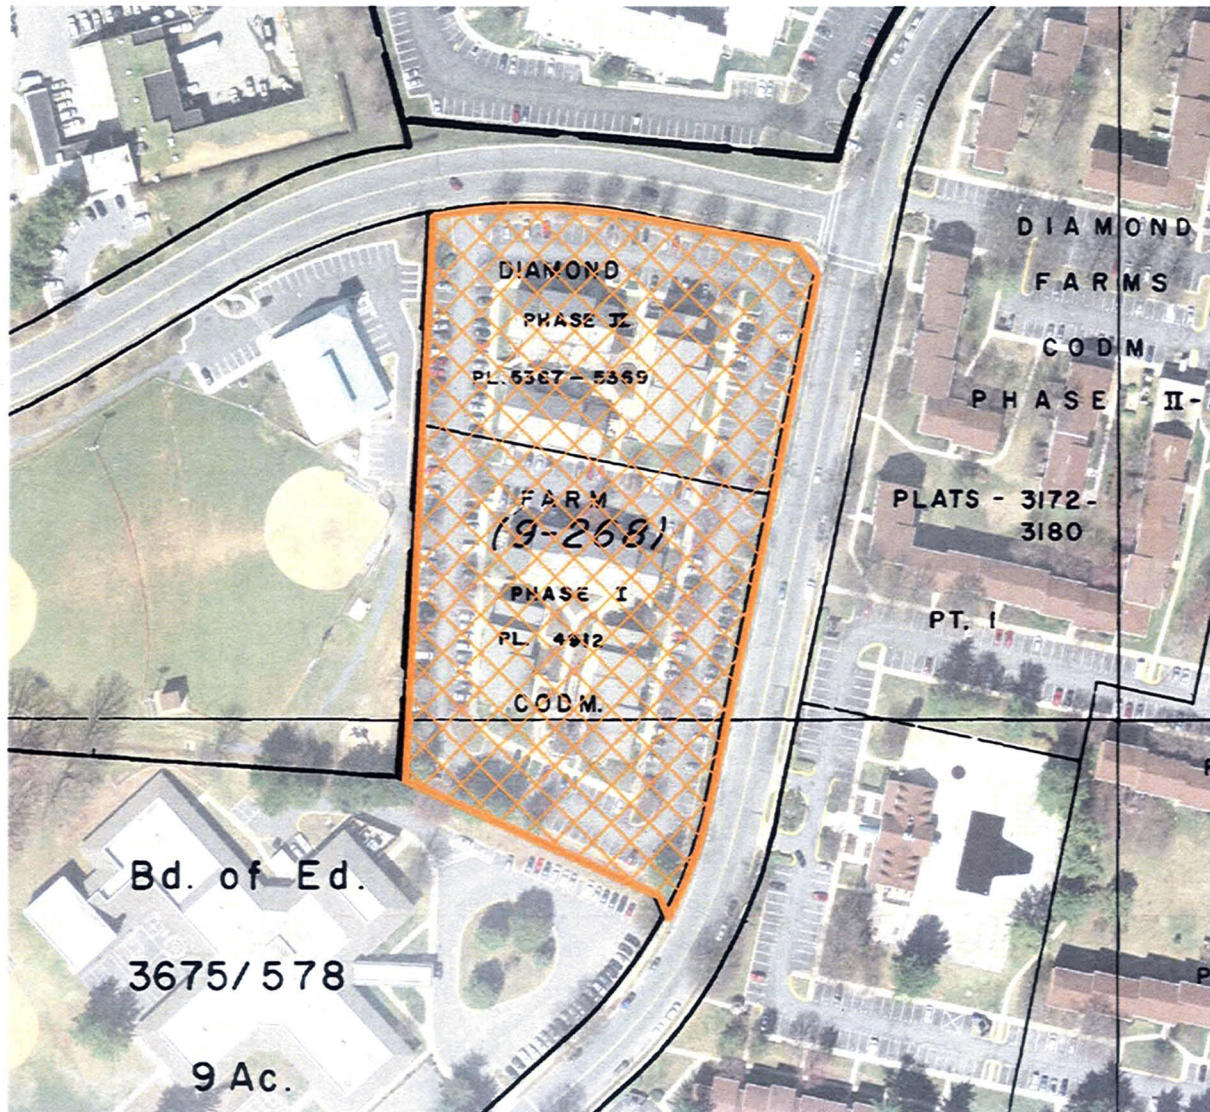 DIAMOND
PHASE II
PL. 5367 - 5369
FARM
(9-268)
PHASE I
PL. 4912
CODM.
DIAMOND
FARMS
CODM
PHASE II-
PLATS - 3172-
3180
PT. 1
Bd. of Ed.
3675/578
9 Ac.
P